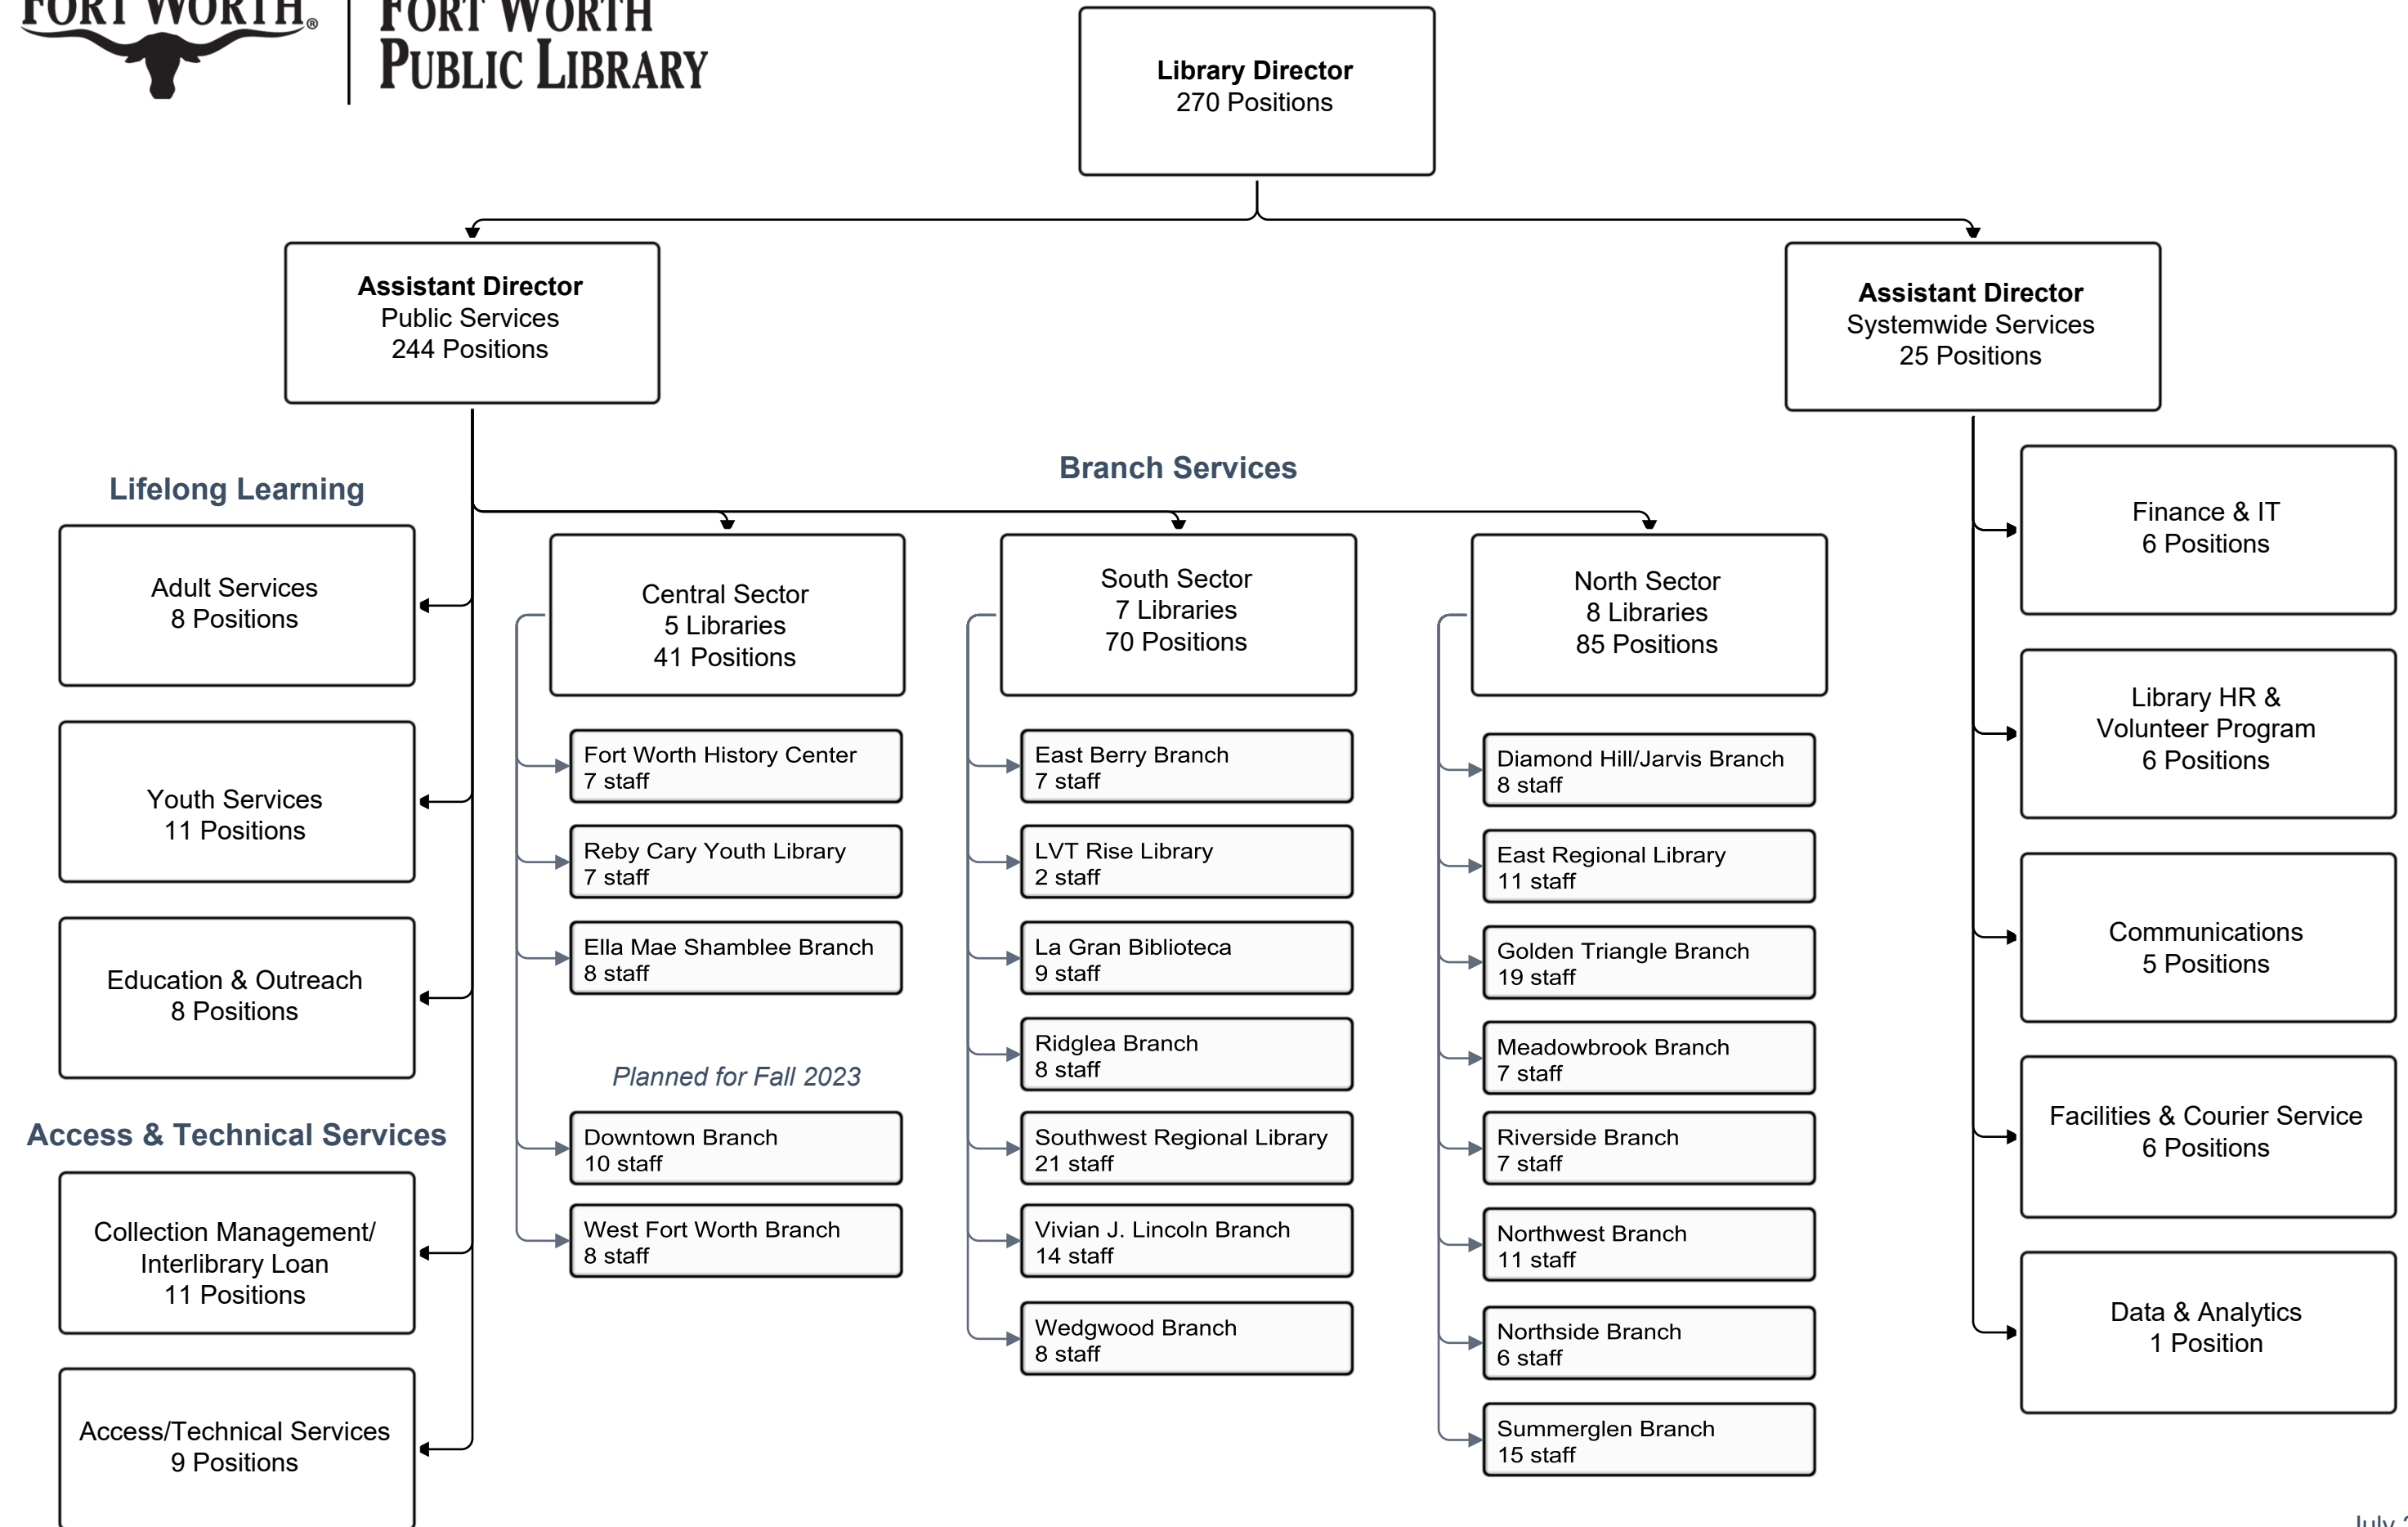 FORT WORTH®
FORT WORTH
PUBLIC LIBRARY
Library Director
270 Positions
Assistant Director
Public Services
244 Positions
Assistant Director
Systemwide Services
25 Positions
Lifelong Learning
Adult Services
8 Positions
Youth Services
11 Positions
Education & Outreach
8 Positions
Access & Technical Services
Collection Management/
Interlibrary Loan
11 Positions
Access/Technical Services
9 Positions
Branch Services
Central Sector
5 Libraries
41 Positions
Fort Worth History Center
7 staff
Reby Cary Youth Library
7 staff
Ella Mae Shamblee Branch
8 staff
Planned for Fall 2023
Downtown Branch
10 staff
West Fort Worth Branch
8 staff
South Sector
7 Libraries
70 Positions
East Berry Branch
7 staff
LVT Rise Library
2 staff
La Gran Biblioteca
9 staff
Ridglea Branch
8 staff
Southwest Regional Library
21 staff
Vivian J. Lincoln Branch
14 staff
Wedgwood Branch
8 staff
North Sector
8 Libraries
85 Positions
Diamond Hill/Jarvis Branch
8 staff
East Regional Library
11 staff
Golden Triangle Branch
19 staff
Meadowbrook Branch
7 staff
Riverside Branch
7 staff
Northwest Branch
11 staff
Northside Branch
6 staff
Summerglen Branch
15 staff
Finance & IT
6 Positions
Library HR &
Volunteer Program
6 Positions
Communications
5 Positions
Facilities & Courier Service
6 Positions
Data & Analytics
1 Position
July